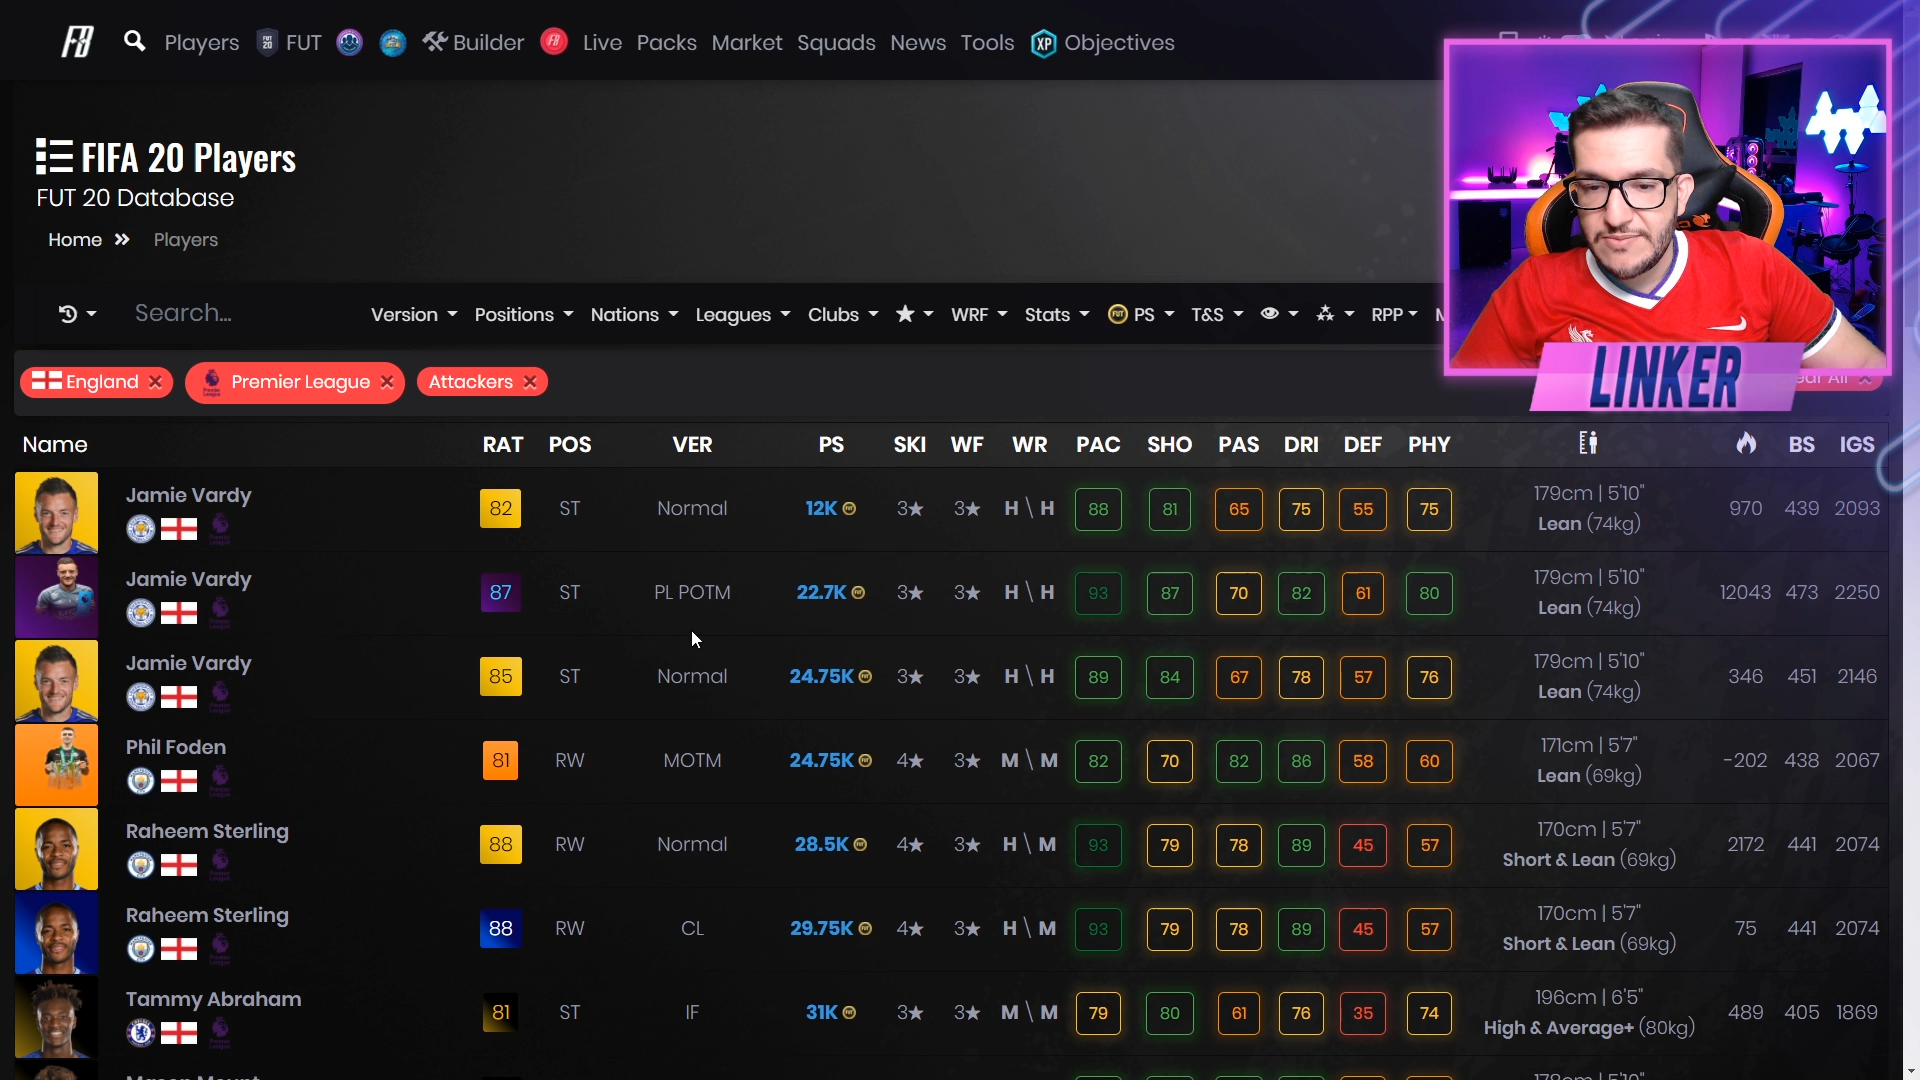 Players FUT Builder Live Packs Market Squads News Tools XP Objectives
FIFA 20 Players
FUT 20 Database
Home » Players
Search... Version Positions Nations Leagues Clubs WRF Stats PS T&S RPP
England × Premier League × Attackers ×
LINKER
Name RAT POS VER PS SKI WF WR PAC SHO PAS DRI DEF PHY BS IGS
Jamie Vardy 82 ST Normal 12K 3★ 3★ H \ H 88 81 65 75 55 75 179cm | 5'10" Lean (74kg) 970 439 2093
Jamie Vardy 87 ST PL POTM 22.7K 3★ 3★ H \ H 93 87 70 82 61 80 179cm | 5'10" Lean (74kg) 12043 473 2250
Jamie Vardy 85 ST Normal 24.75K 3★ 3★ H \ H 89 84 67 78 57 76 179cm | 5'10" Lean (74kg) 346 451 2146
Phil Foden 81 RW MOTM 24.75K 4★ 3★ M \ M 82 70 82 86 58 60 171cm | 5'7" Lean (69kg) -202 438 2067
Raheem Sterling 88 RW Normal 28.5K 4★ 3★ H \ M 93 79 78 89 45 57 170cm | 5'7" Short & Lean (69kg) 2172 441 2074
Raheem Sterling 88 RW CL 29.75K 4★ 3★ H \ M 93 79 78 89 45 57 170cm | 5'7" Short & Lean (69kg) 75 441 2074
Tammy Abraham 81 ST IF 31K 3★ 3★ M \ M 79 80 61 76 35 74 196cm | 6'5" High & Average+ (80kg) 489 405 1869